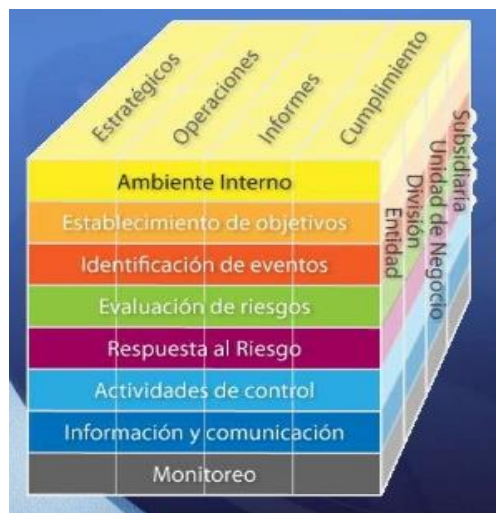 Estratégicos
Operaciones
Informes
Cumplimiento
Ambiente Interno
Establecimiento de objetivos
Identificación de eventos
Evaluación de riesgos
Respuesta al Riesgo
Actividades de control
Información y comunicación
Monitoreo
Entidad
División
Unidad de Negocio
Subsidiaria